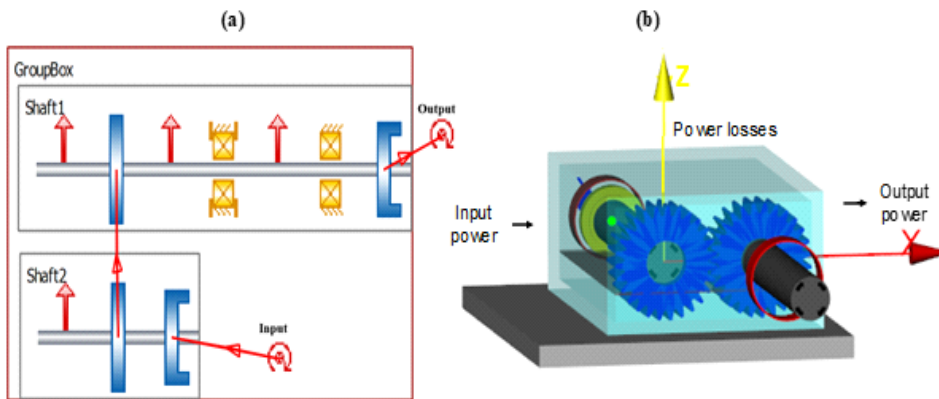 (a)
GroupBox
Shaft1
Output
Shaft2
Input
(b)
Z
Power losses
Input
power
Output
power
X